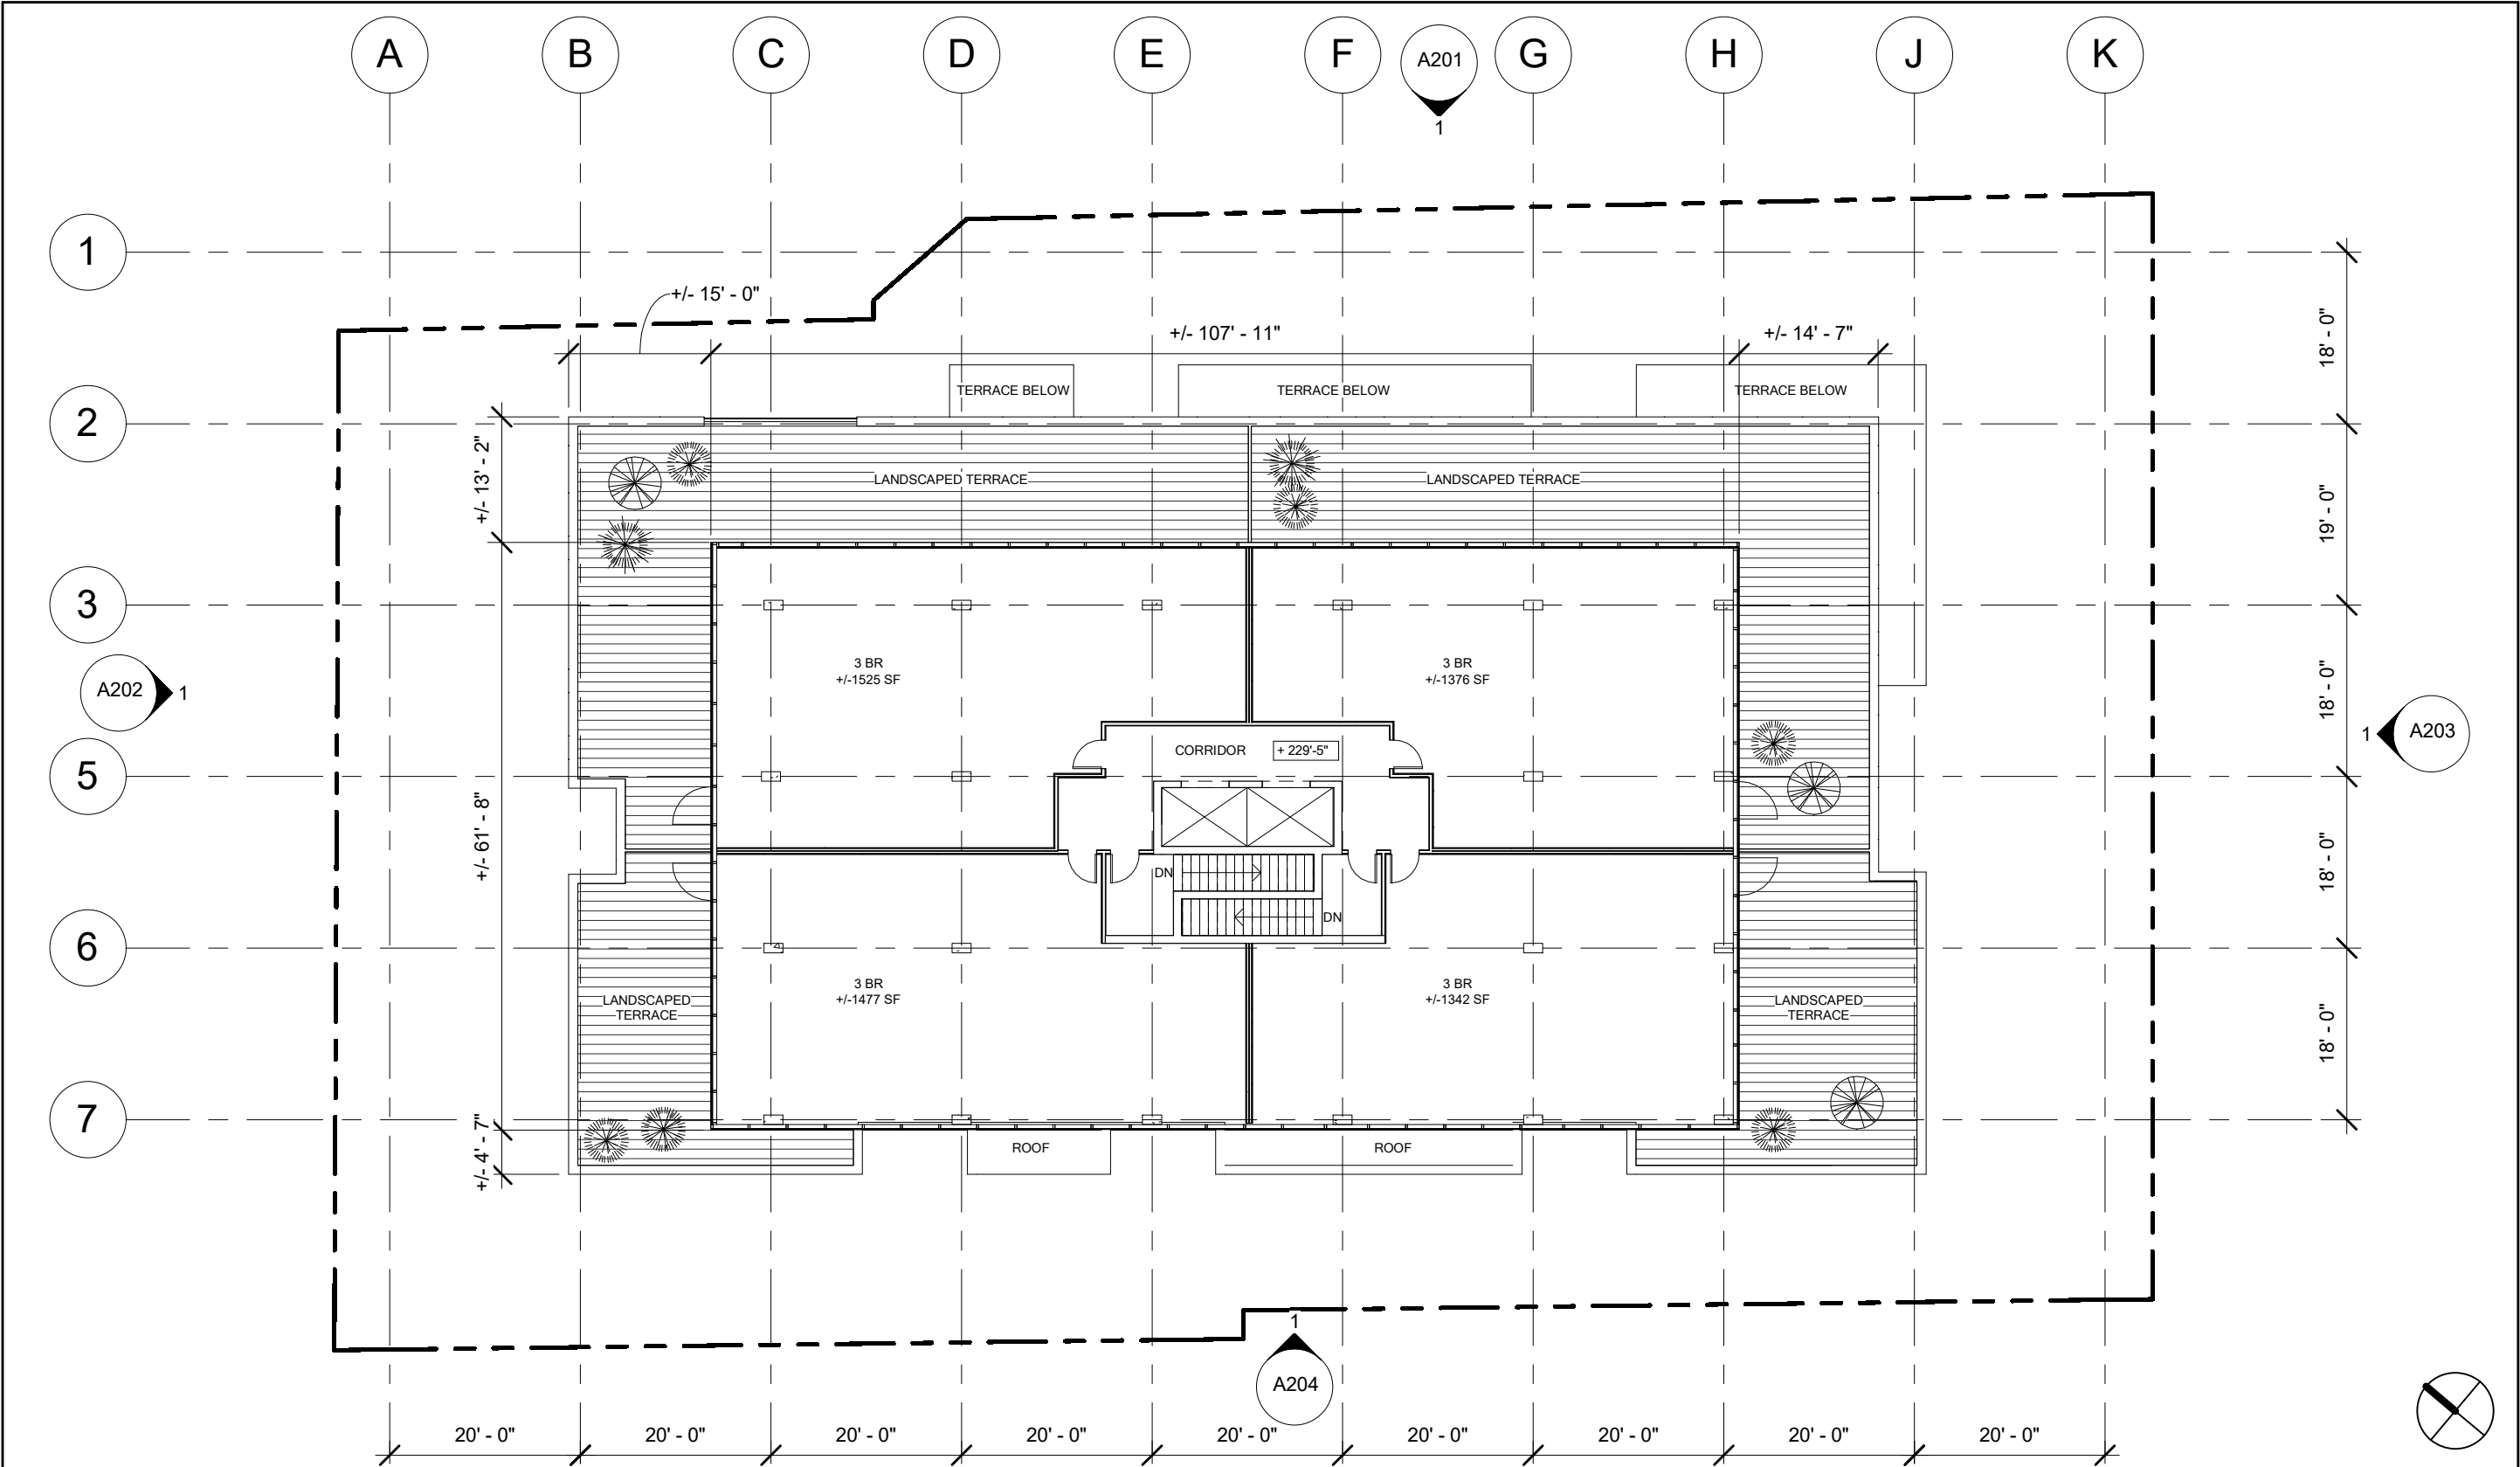 A
B
C
D
E
F
A201
1
G
H
J
K
1
2
3
5
6
7
A202
1
1
A203
1
A204
+/- 15' - 0"
+/- 107' - 11"
+/- 14' - 7"
TERRACE BELOW
TERRACE BELOW
TERRACE BELOW
+/- 13' - 2"
+/- 61' - 8"
+/- 4' - 7"
18' - 0"
19' - 0"
18' - 0"
18' - 0"
18' - 0"
LANDSCAPED TERRACE
LANDSCAPED TERRACE
3 BR
+/-1525 SF
3 BR
+/-1376 SF
CORRIDOR
+ 229'-5"
DN
DN
3 BR
+/-1477 SF
3 BR
+/-1342 SF
LANDSCAPED
TERRACE
LANDSCAPED
TERRACE
ROOF
ROOF
20' - 0"
20' - 0"
20' - 0"
20' - 0"
20' - 0"
20' - 0"
20' - 0"
20' - 0"
20' - 0"